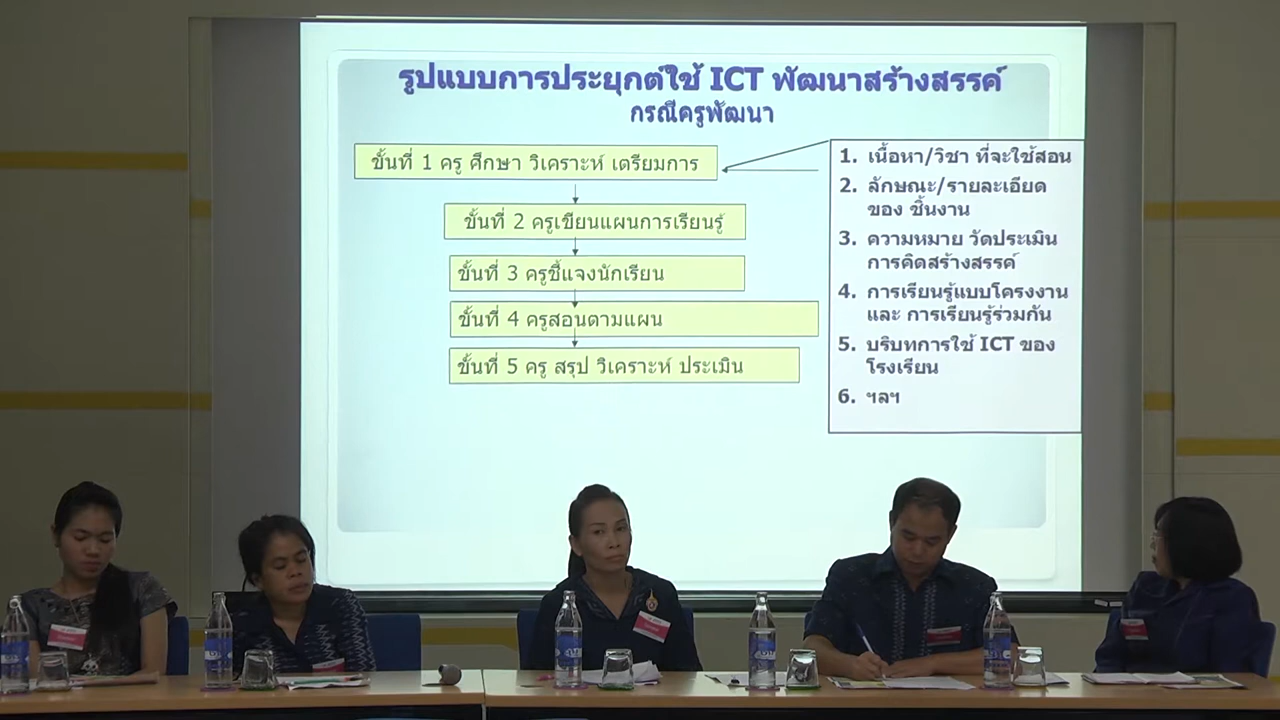 รูปแบบการประยุกต์ใช้ ICT พัฒนาสร้างสรรค์
กรณีครูพัฒนา
ขั้นที่ 1 ครู ศึกษา วิเคราะห์ เตรียมการ
ขั้นที่ 2 ครูเขียนแผนการเรียนรู้
ขั้นที่ 3 ครูชี้แจงนักเรียน
ขั้นที่ 4 ครูสอนตามแผน
ขั้นที่ 5 ครู สรุป วิเคราะห์ ประเมิน
1. เนื้อหา/วิชา ที่จะใช้สอน
2. ลักษณะ/รายละเอียด
ของ ชิ้นงาน
3. ความหมาย วัดประเมิน
การคิดสร้างสรรค์
4. การเรียนรู้แบบโครงงาน
และ การเรียนรู้ร่วมกัน
5. บริบทการใช้ ICT ของ
โรงเรียน
6. ฯลฯ